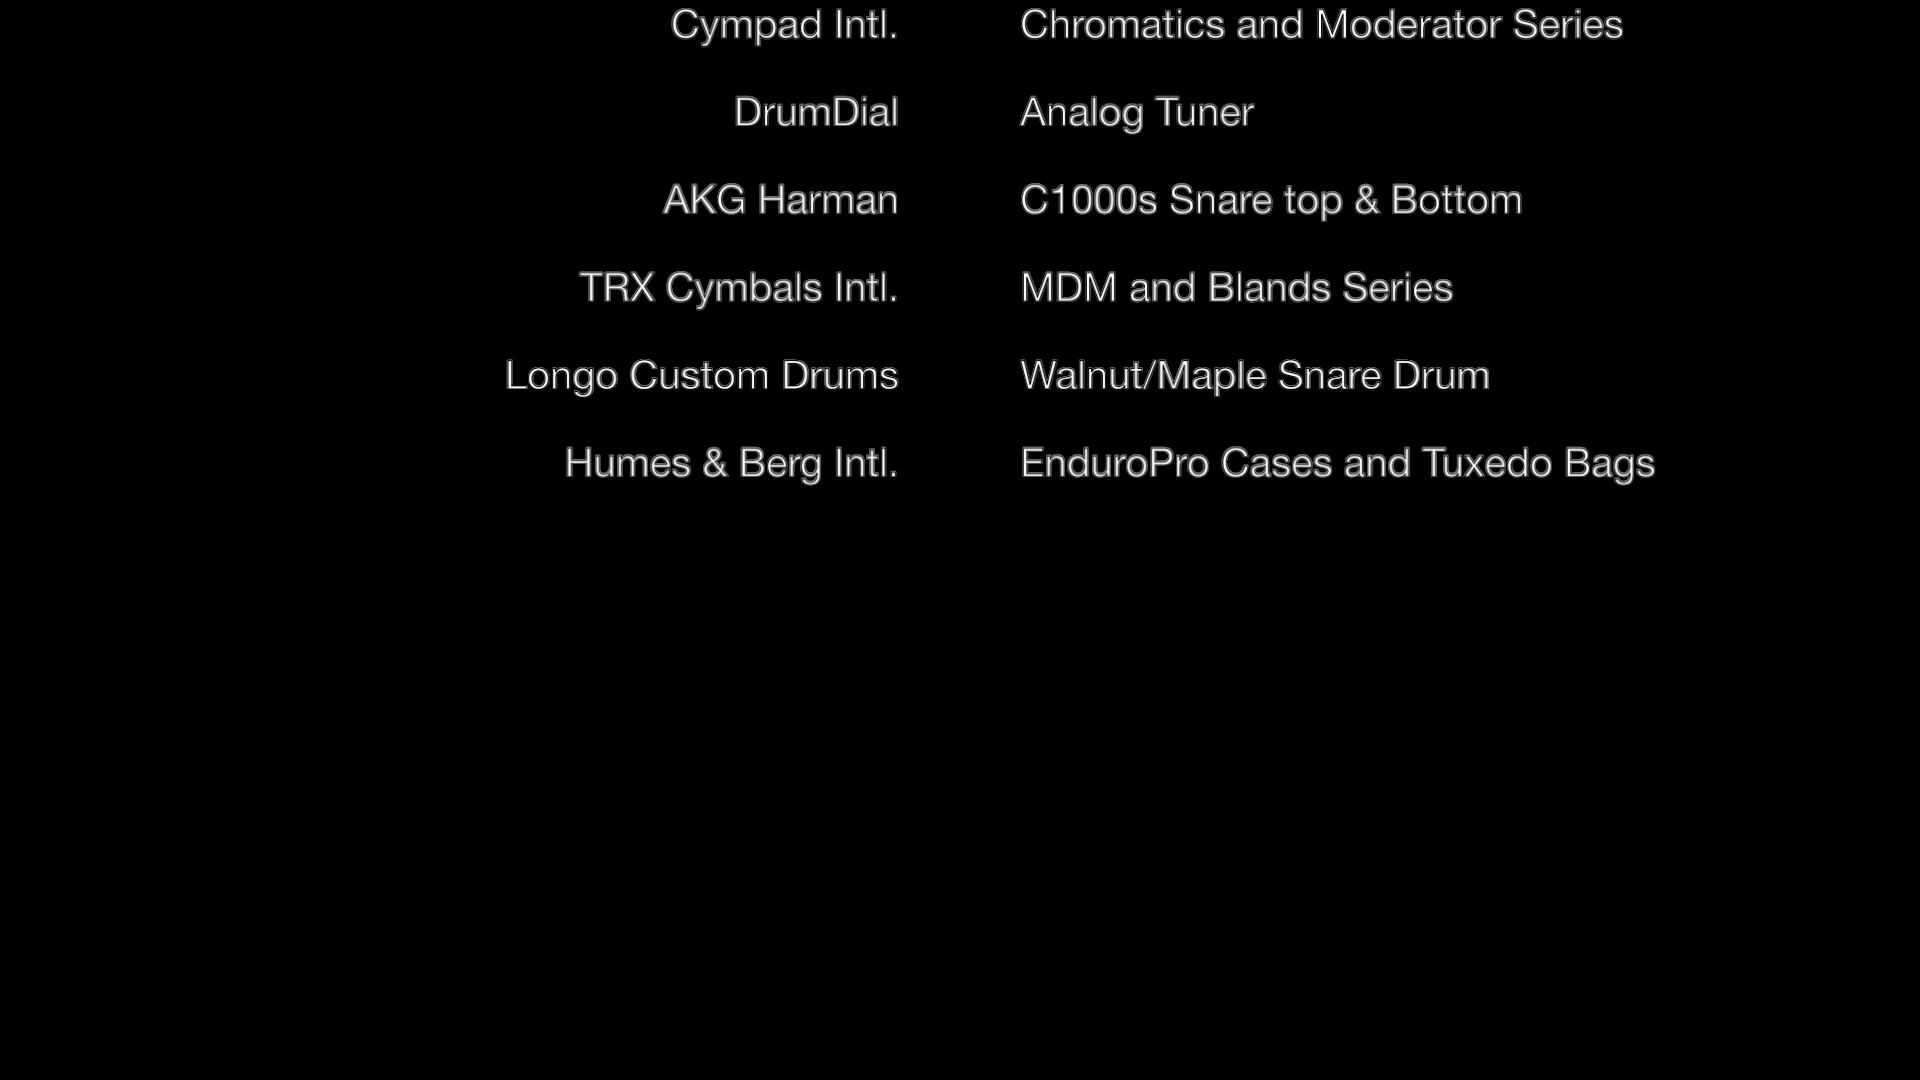 Cympad Intl. Chromatics and Moderator Series
DrumDial Analog Tuner
AKG Harman C1000s Snare top & Bottom
TRX Cymbals Intl. MDM and Blands Series
Longo Custom Drums Walnut/Maple Snare Drum
Humes & Berg Intl. EnduroPro Cases and Tuxedo Bags